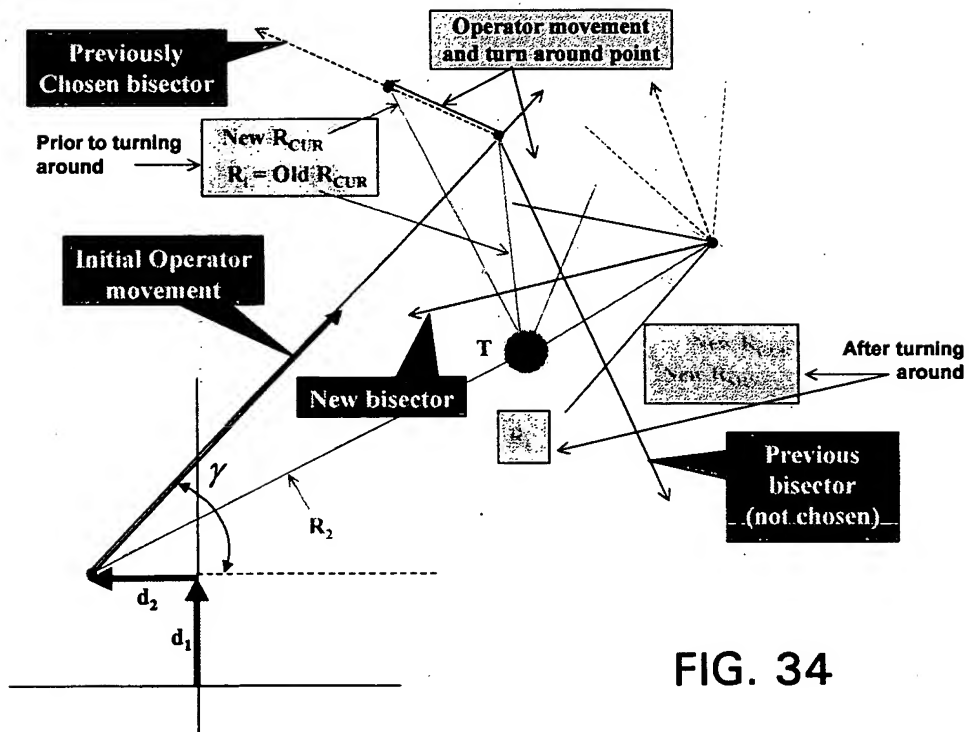 Previously
Chosen bisector
Operator movement
and turn around point
Prior to turning
around
New R_CUR
R_i = Old R_CUR
Initial Operator
movement
T
New bisector
New
After turning
around
Previous
bisector
(not chosen)
γ
R_2
d_2
d_1
FIG. 34